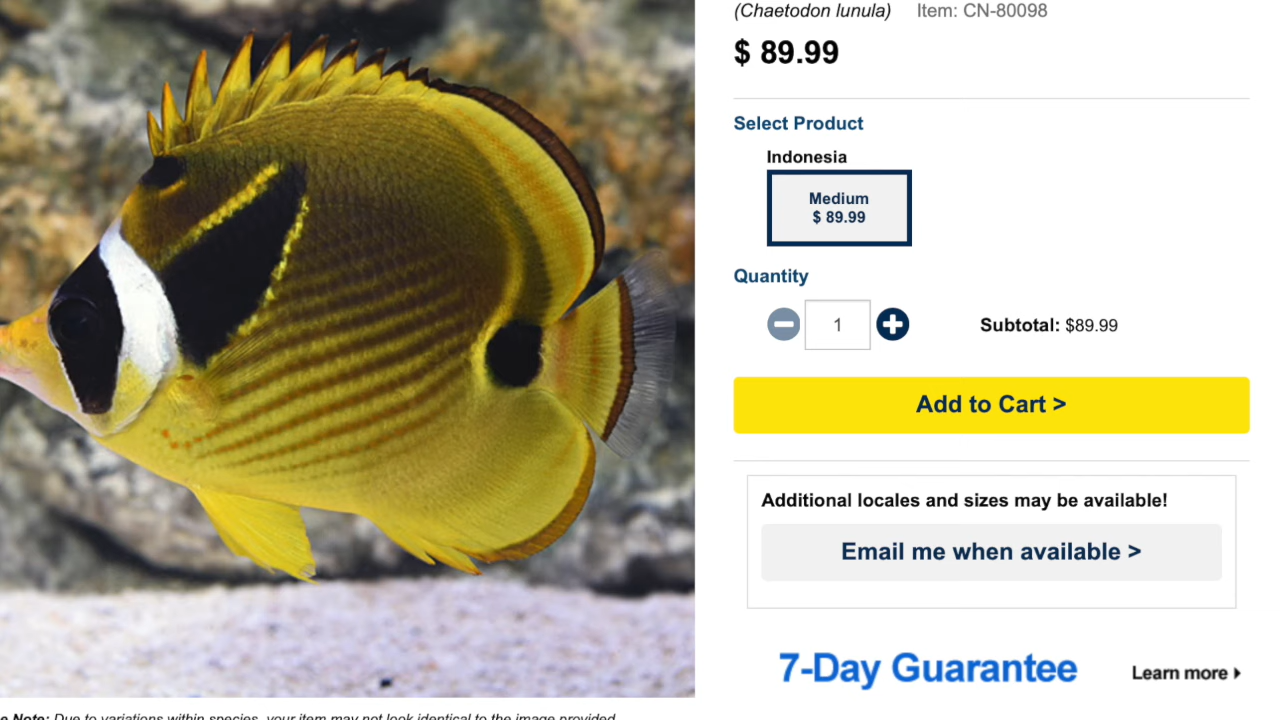 (Chaetodon lunula) Item: CN-80098
$ 89.99
Select Product
Indonesia
Medium
$ 89.99
Quantity
1
Subtotal: $89.99
Add to Cart >
Additional locales and sizes may be available!
Email me when available >
7-Day Guarantee
Learn more
e Note: Due to variations within species, your item may not look identical to the image provided.